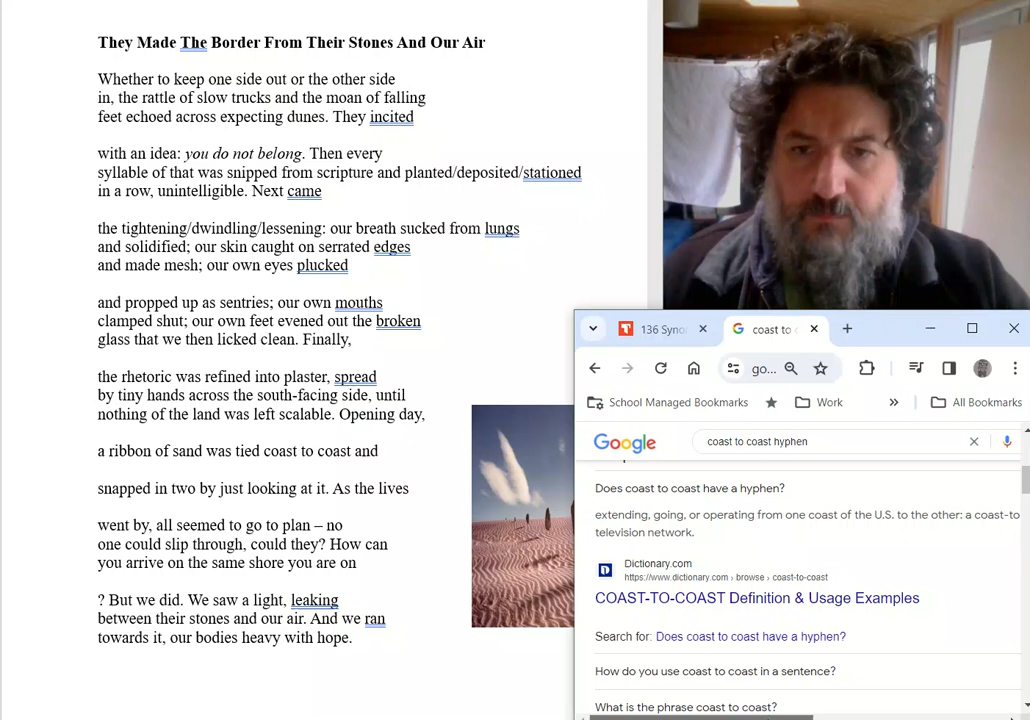 They Made The Border From Their Stones And Our Air
Whether to keep one side out or the other side
in, the rattle of slow trucks and the moan of falling
feet echoed across expecting dunes. They incited
with an idea: you do not belong. Then every
syllable of that was snipped from scripture and planted/deposited/stationed
in a row, unintelligible. Next came
the tightening/dwindling/lessening: our breath sucked from lungs
and solidified; our skin caught on serrated edges
and made mesh; our own eyes plucked
and propped up as sentries; our own mouths
clamped shut; our own feet evened out the broken
glass that we then licked clean. Finally,
the rhetoric was refined into plaster, spread
by tiny hands across the south-facing side, until
nothing of the land was left scalable. Opening day,
a ribbon of sand was tied coast to coast and
snapped in two by just looking at it. As the lives
went by, all seemed to go to plan – no
one could slip through, could they? How can
you arrive on the same shore you are on
? But we did. We saw a light, leaking
between their stones and our air. And we ran
towards it, our bodies heavy with hope.
136 Syno
coast to
go...
School Managed Bookmarks
Work
»
All Bookmarks
Google
coast to coast hyphen
Does coast to coast have a hyphen?
extending, going, or operating from one coast of the U.S. to the other: a coast-to
television network.
Dictionary.com
https://www.dictionary.com › browse › coast-to-coast
COAST-TO-COAST Definition & Usage Examples
Search for: Does coast to coast have a hyphen?
How do you use coast to coast in a sentence?
What is the phrase coast to coast?